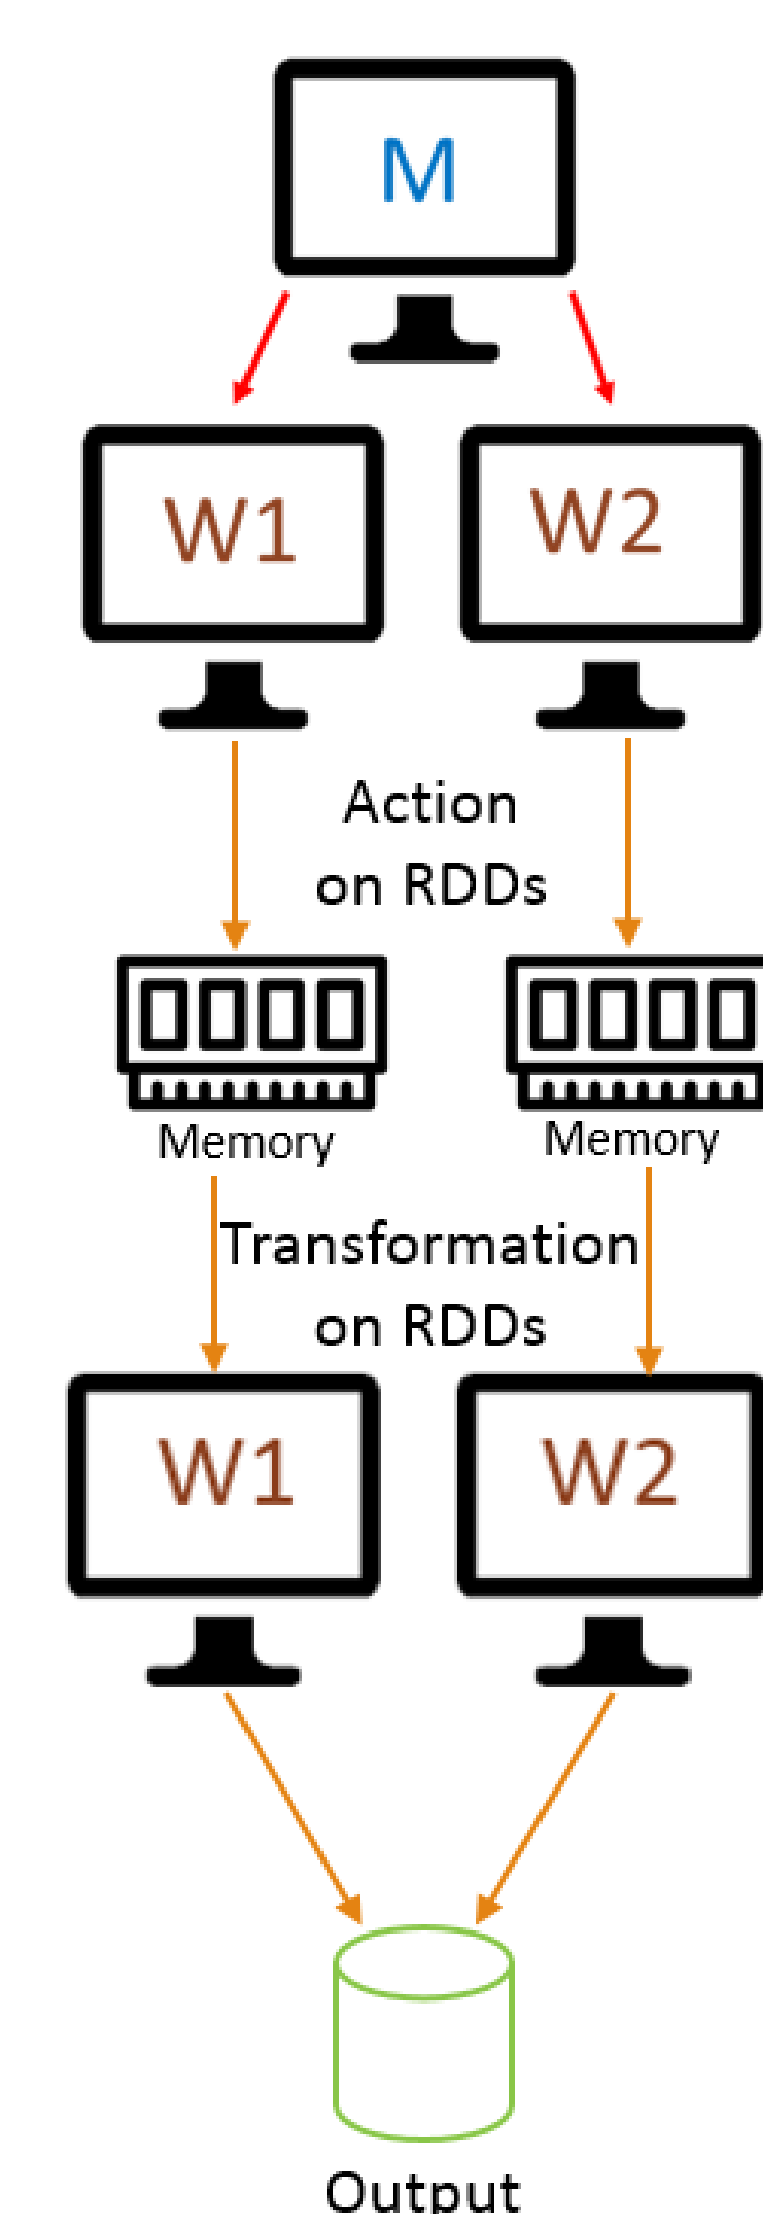 M
W1
W2
Action
on RDDs
Memory
Memory
Transformation
on RDDs
W1
W2
Output